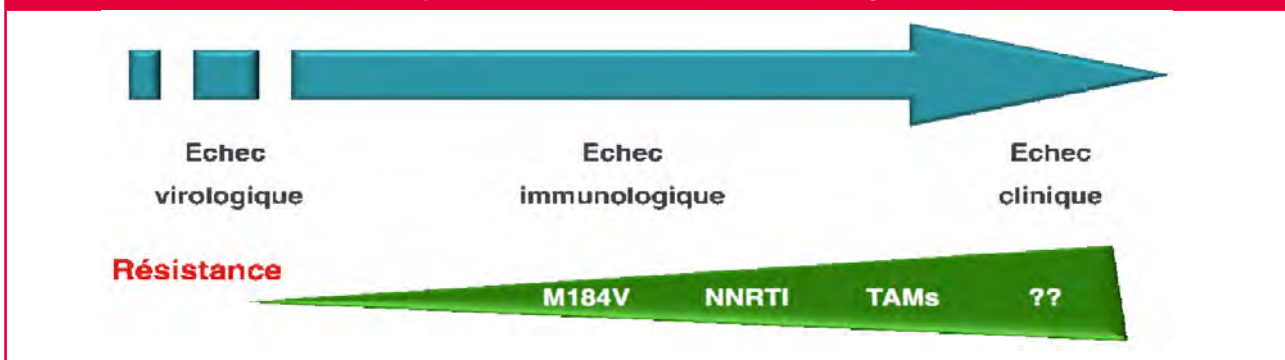 Echec
virologique
Echec
immunologique
Echec
clinique
Résistance
M184V NNRTI TAMs ??